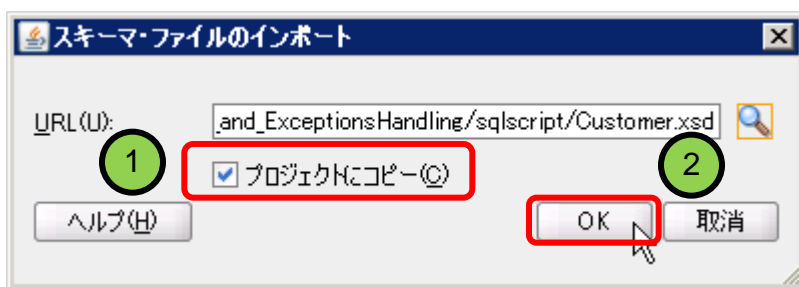 スキーマ・ファイルのインポート
URL(U): and_ExceptionsHandling/sqlscript/Customer.xsd
1 プロジェクトにコピー(C) 2
ヘルプ(H) OK 取消